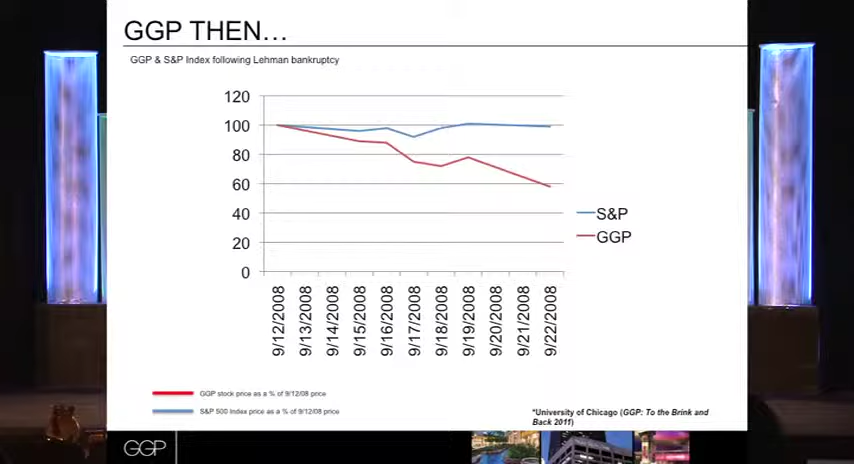 GGP THEN...
GGP & S&P Index following Lehman bankruptcy
120
100
80
60
40
20
0
S&P
GGP
9/12/2008
9/13/2008
9/14/2008
9/15/2008
9/16/2008
9/17/2008
9/18/2008
9/19/2008
9/20/2008
9/21/2008
9/22/2008
GGP stock price as a % of 9/12/08 price
S&P 500 Index price as a % of 9/12/08 price
*University of Chicago (GGP: To the Brink and
Back 2011)
GGP